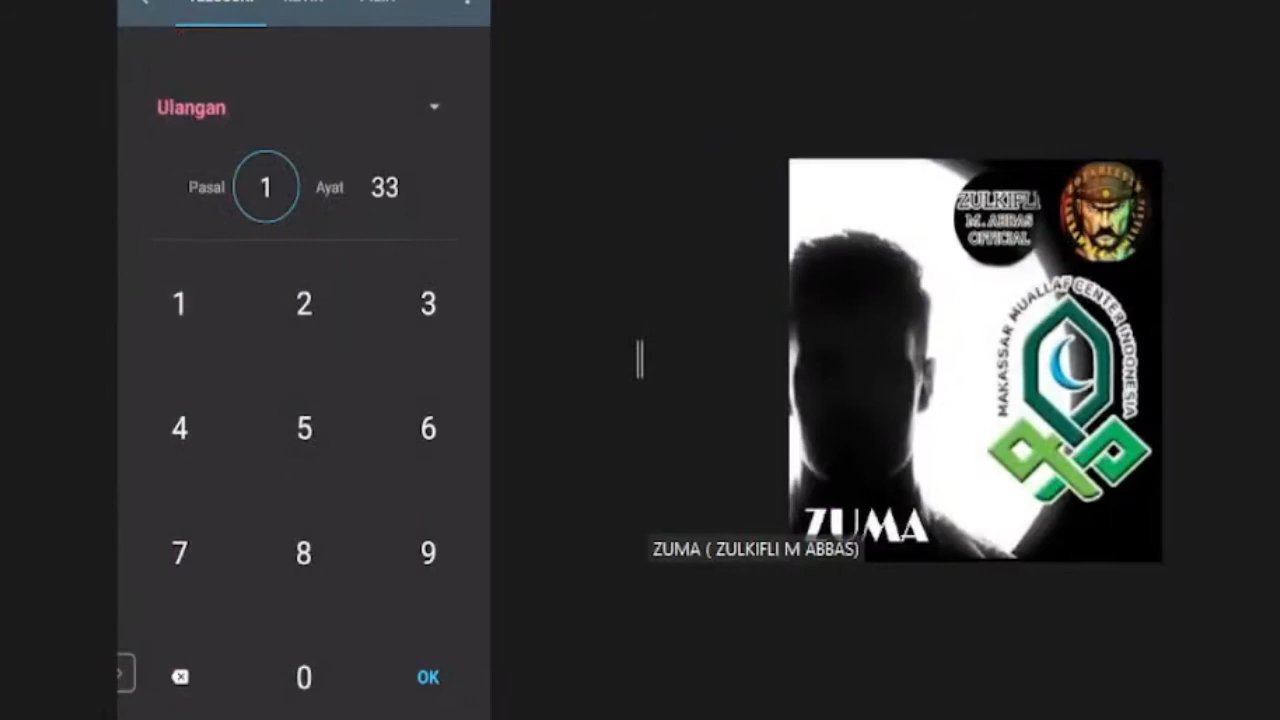 Ulangan
Pasal 1 Ayat 33
1 2 3
4 5 6
7 8 9
0 OK
ZULKIFLI
M. ABBAS
OFFICIAL
MAKASSAR MUALLAF CENTER INDONESIA
ZUMA
ZUMA ( ZULKIFLI M ABBAS)